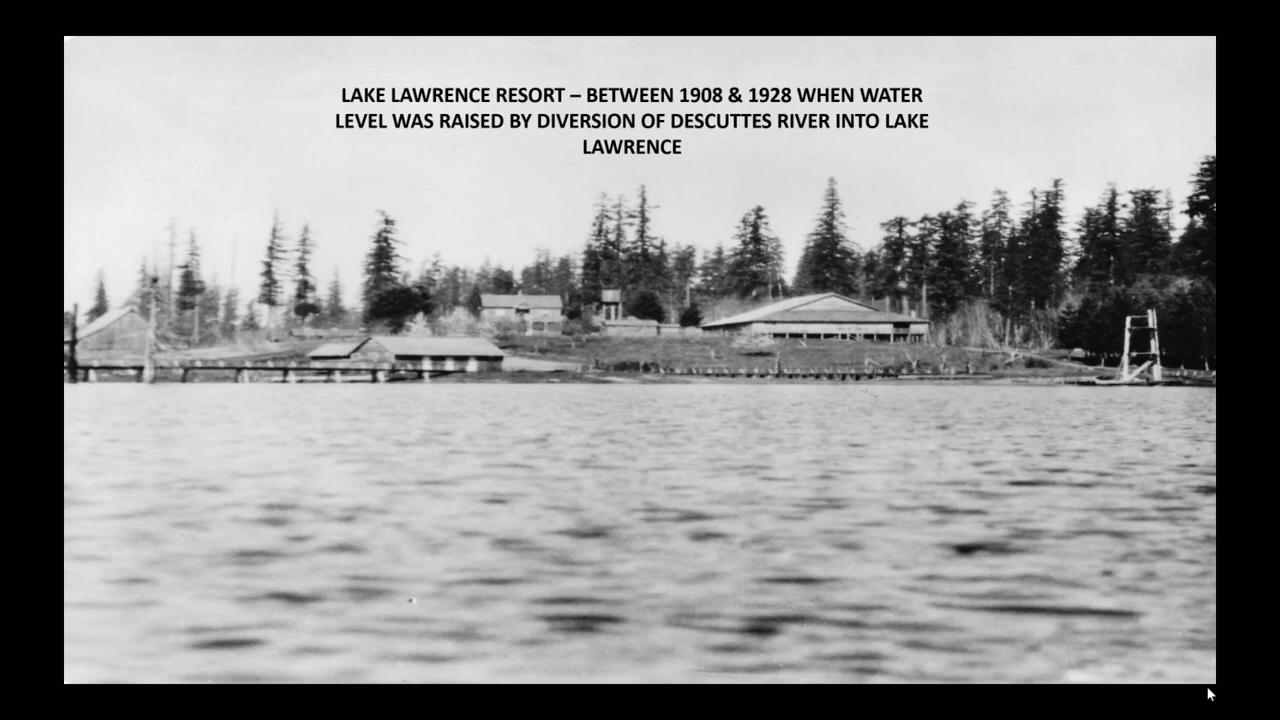 LAKE LAWRENCE RESORT – BETWEEN 1908 & 1928 WHEN WATER
LEVEL WAS RAISED BY DIVERSION OF DESCUTTES RIVER INTO LAKE
LAWRENCE